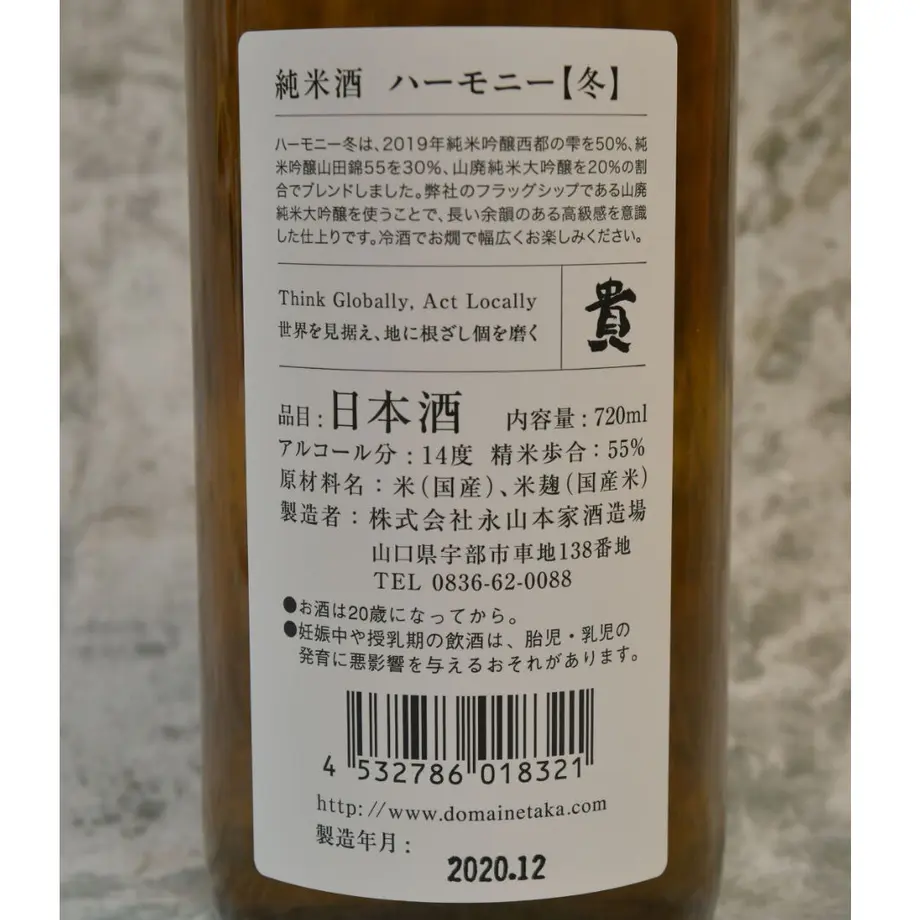 純米酒 ハーモニー【冬】
ハーモニー冬は、2019年純米吟醸西都の雫を50%、純
米吟醸山田錦55を30%、山廃純米大吟醸を20%の割
合でブレンドしました。弊社のフラッグシップである山廃
純米大吟醸を使うことで、長い余韻のある高級感を意識
した仕上りです。冷酒でお燗で幅広くお楽しみください。
Think Globally, Act Locally
世界を見据え、地に根ざし個を磨く
貴
品目:日本酒 内容量:720ml
アルコール分:14度 精米歩合:55%
原材料名:米(国産)、米麹(国産米)
製造者:株式会社永山本家酒造場
山口県宇部市車地138番地
TEL 0836-62-0088
●お酒は20歳になってから。
●妊娠中や授乳期の飲酒は、胎児・乳児の
発育に悪影響を与えるおそれがあります。
4 532786 018321
http://www.domainetaka.com
製造年月:
2020.12